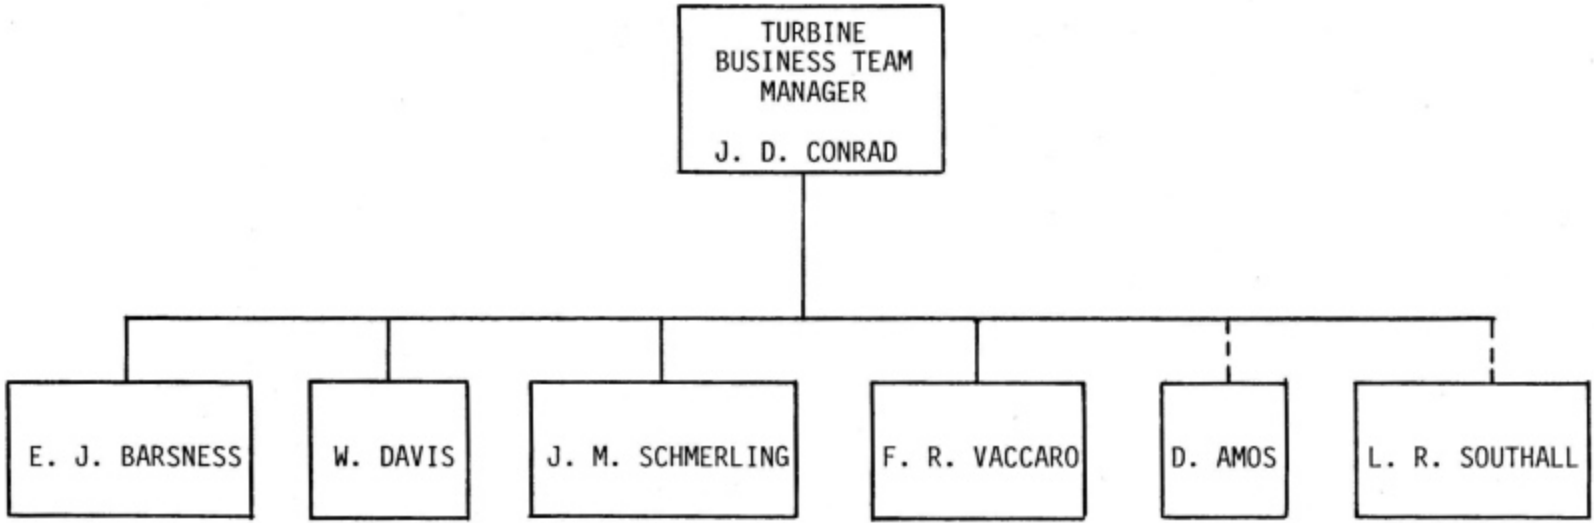 TURBINE
BUSINESS TEAM
MANAGER
J. D. CONRAD
E. J. BARSNESS
W. DAVIS
J. M. SCHMERLING
F. R. VACCARO
D. AMOS
L. R. SOUTHALL